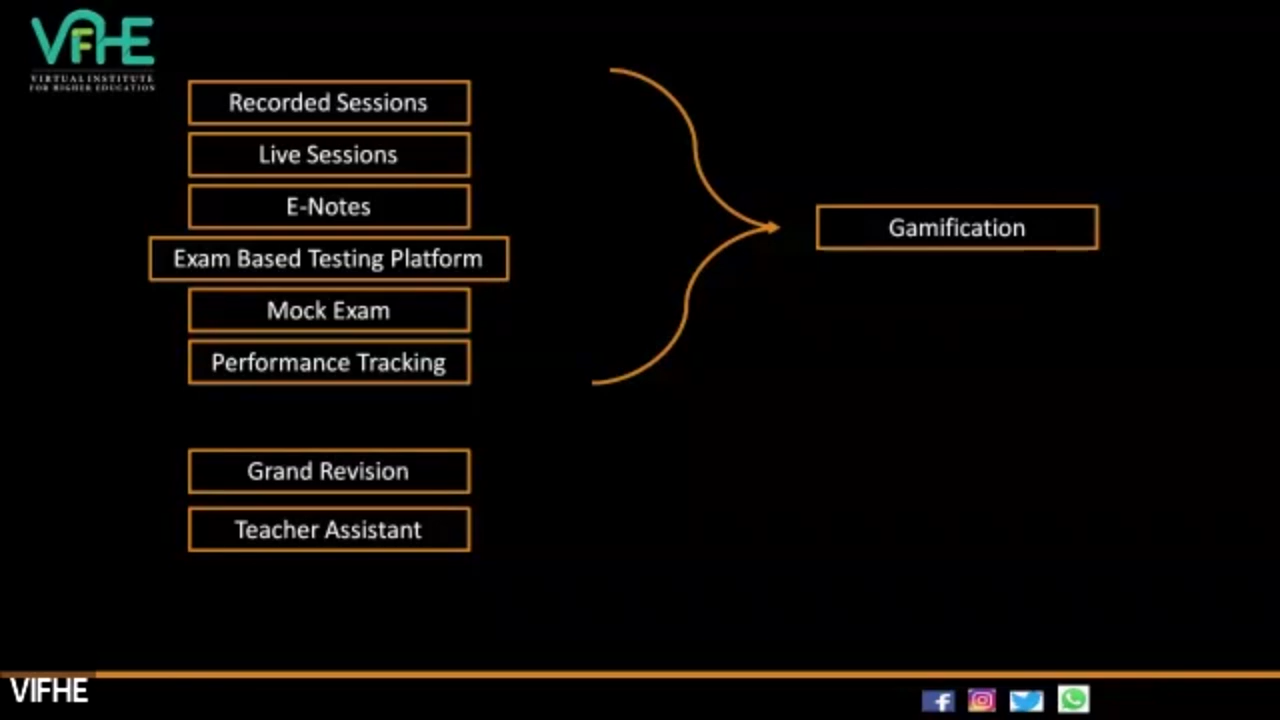 VIFHE
VIRTUAL INSTITUTE
FOR HIGHER EDUCATION
Recorded Sessions
Live Sessions
E-Notes
Exam Based Testing Platform
Mock Exam
Performance Tracking
Gamification
Grand Revision
Teacher Assistant
VIFHE